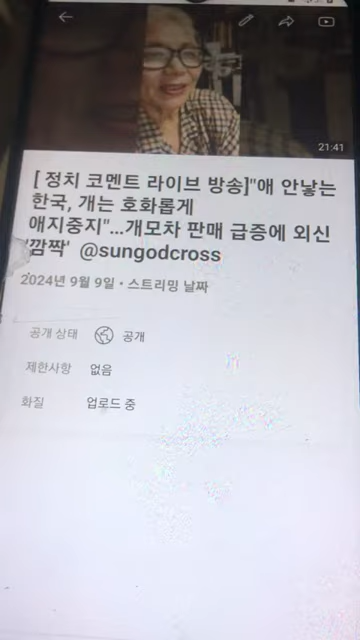 21:41
[ 정치 코멘트 라이브 방송]"애 안낳는
한국, 개는 호화롭게
애지중지"...개모차 판매 급증에 외신
'깜짝' @sungodcross
2024년 9월 9일 • 스트리밍 날짜
공개 상태 공개
제한사항 없음
화질 업로드 중